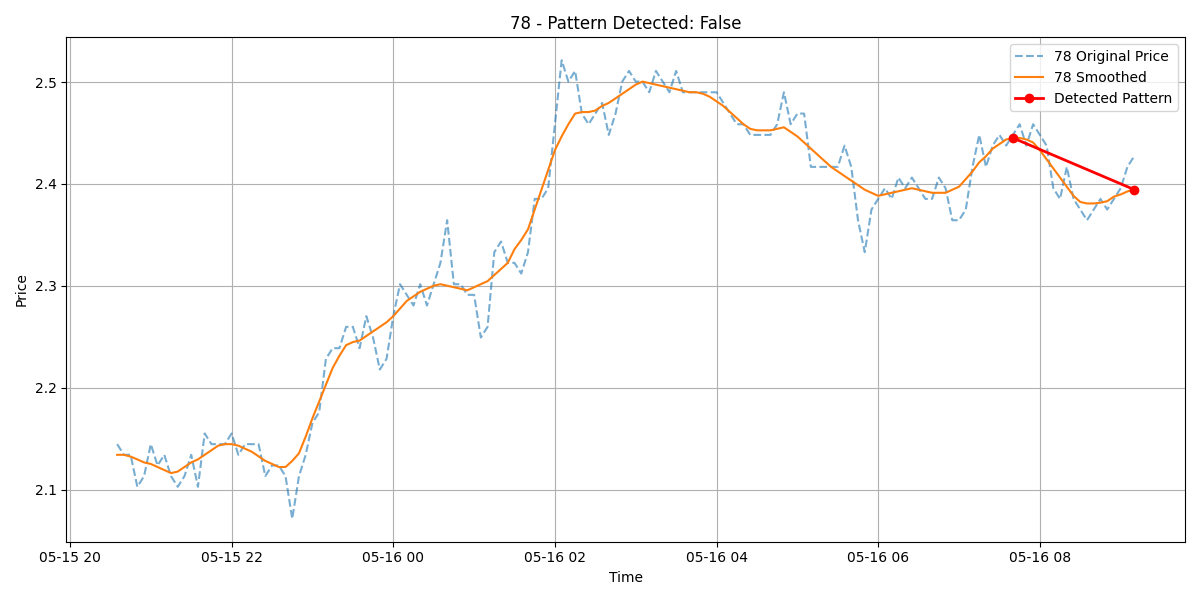 78 - Pattern Detected: False
78 Original Price
78 Smoothed
Detected Pattern
Price
2.5
2.4
2.3
2.2
2.1
05-15 20
05-15 22
05-16 00
05-16 02
05-16 04
05-16 06
05-16 08
Time